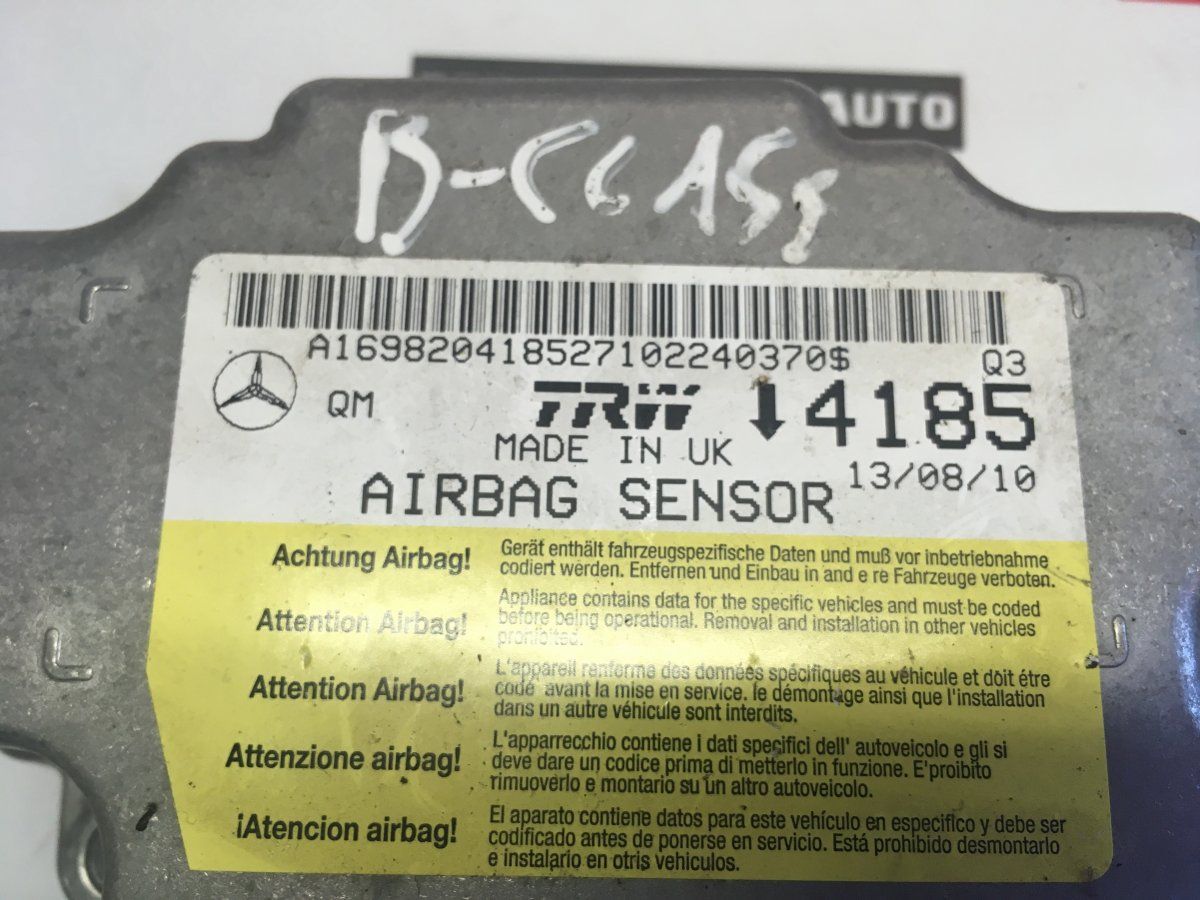 AUTO
B-CLASS
A169820418527102240370$
Q3
QM
TRW
4185
MADE IN UK
13/08/10
AIRBAG SENSOR
Achtung Airbag!
Gerät enthält fahrzeugspezifische Daten und muß vor inbetriebnahme
codiert werden. Entfernen und Einbau in and e re Fahrzeuge verboten.
Attention Airbag!
Appliance contains data for the specific vehicles and must be coded
before being operational. Removal and installation in other vehicles
prohibited.
Attention Airbag!
L'appareil renferme des données spécifiques au véhicule et doit étre
codé avant la mise en service. le démontage ainsi que l'installation
dans un autre véhicule sont interdits.
Attenzione airbag!
L'apparrecchio contiene i dati specifici dell' autoveicolo e gli si
deve dare un codice prima di metterlo in funzione. E'proibito
rimuoverlo e montario su un altro autoveicolo.
¡Atencion airbag!
El aparato contiene datos para este vehículo en especifico y debe ser
codificado antes de ponerse en servicio. Está prohibido desmontarlo
e instalario en otris vehiculos.